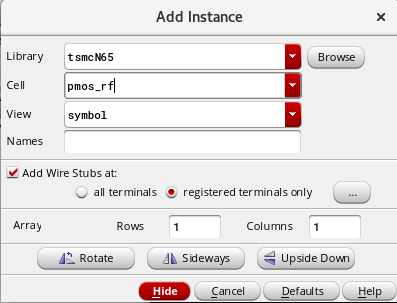 Add Instance
Library tsmcN65 Browse
Cell pmos_rf
View symbol
Names
Add Wire Stubs at:
all terminals registered terminals only ...
Array Rows 1 Columns 1
Rotate Sideways Upside Down
Hide Cancel Defaults Help